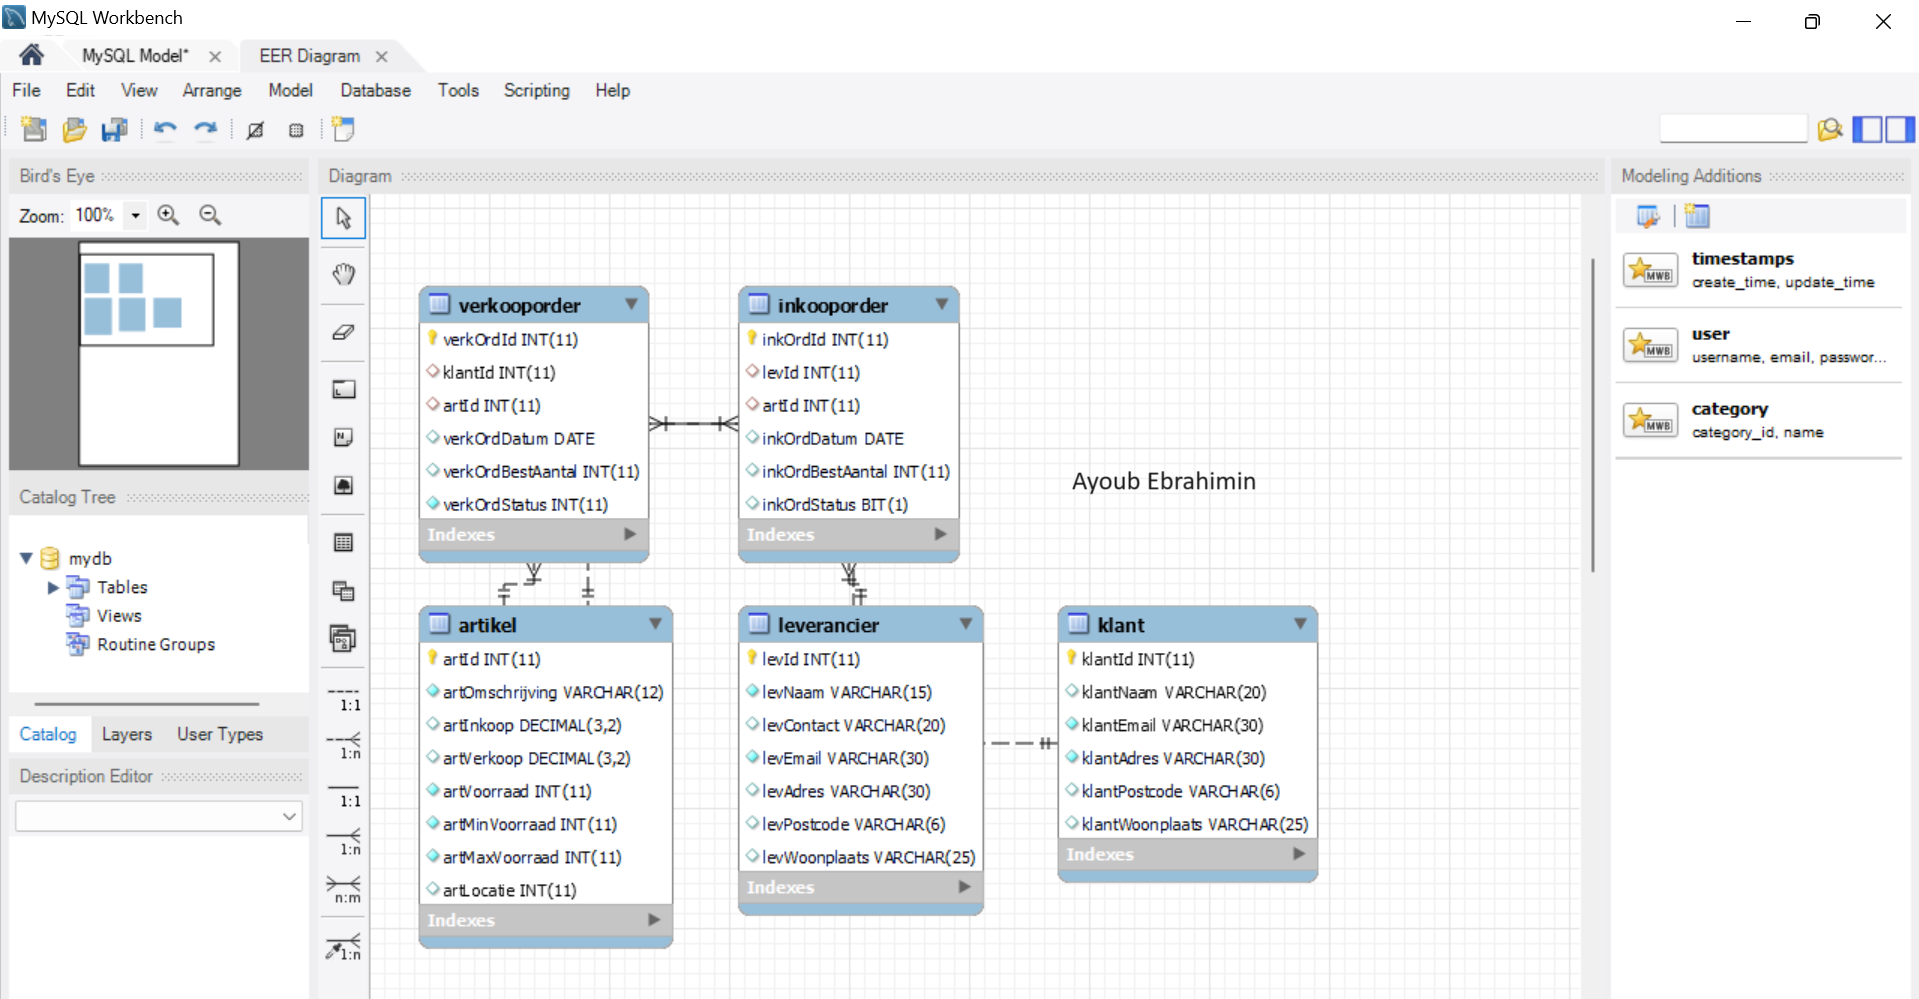 MySQL Workbench
MySQL Model*
EER Diagram
File Edit View Arrange Model Database Tools Scripting Help
Bird's Eye
Zoom: 100%
Catalog Tree
mydb
Tables
Views
Routine Groups
Catalog Layers User Types
Description Editor
Diagram
1:1
1:n
1:1
1:n
n:m
1:n
verkooporder
verkOrdId INT(11)
klantId INT(11)
artId INT(11)
verkOrdDatum DATE
verkOrdBestAantal INT(11)
verkOrdStatus INT(11)
Indexes
inkooporder
inkOrdId INT(11)
levId INT(11)
artId INT(11)
inkOrdDatum DATE
inkOrdBestAantal INT(11)
inkOrdStatus BIT(1)
Indexes
Ayoub Ebrahimin
artikel
artId INT(11)
artOmschrijving VARCHAR(12)
artInkoop DECIMAL(3,2)
artVerkoop DECIMAL(3,2)
artVoorraad INT(11)
artMinVoorraad INT(11)
artMaxVoorraad INT(11)
artLocatie INT(11)
Indexes
leverancier
levId INT(11)
levNaam VARCHAR(15)
levContact VARCHAR(20)
levEmail VARCHAR(30)
levAdres VARCHAR(30)
levPostcode VARCHAR(6)
levWoonplaats VARCHAR(25)
Indexes
klant
klantId INT(11)
klantNaam VARCHAR(20)
klantEmail VARCHAR(30)
klantAdres VARCHAR(30)
klantPostcode VARCHAR(6)
klantWoonplaats VARCHAR(25)
Indexes
Modeling Additions
MWB
timestamps
create_time, update_time
MWB
user
username, email, passwor...
MWB
category
category_id, name